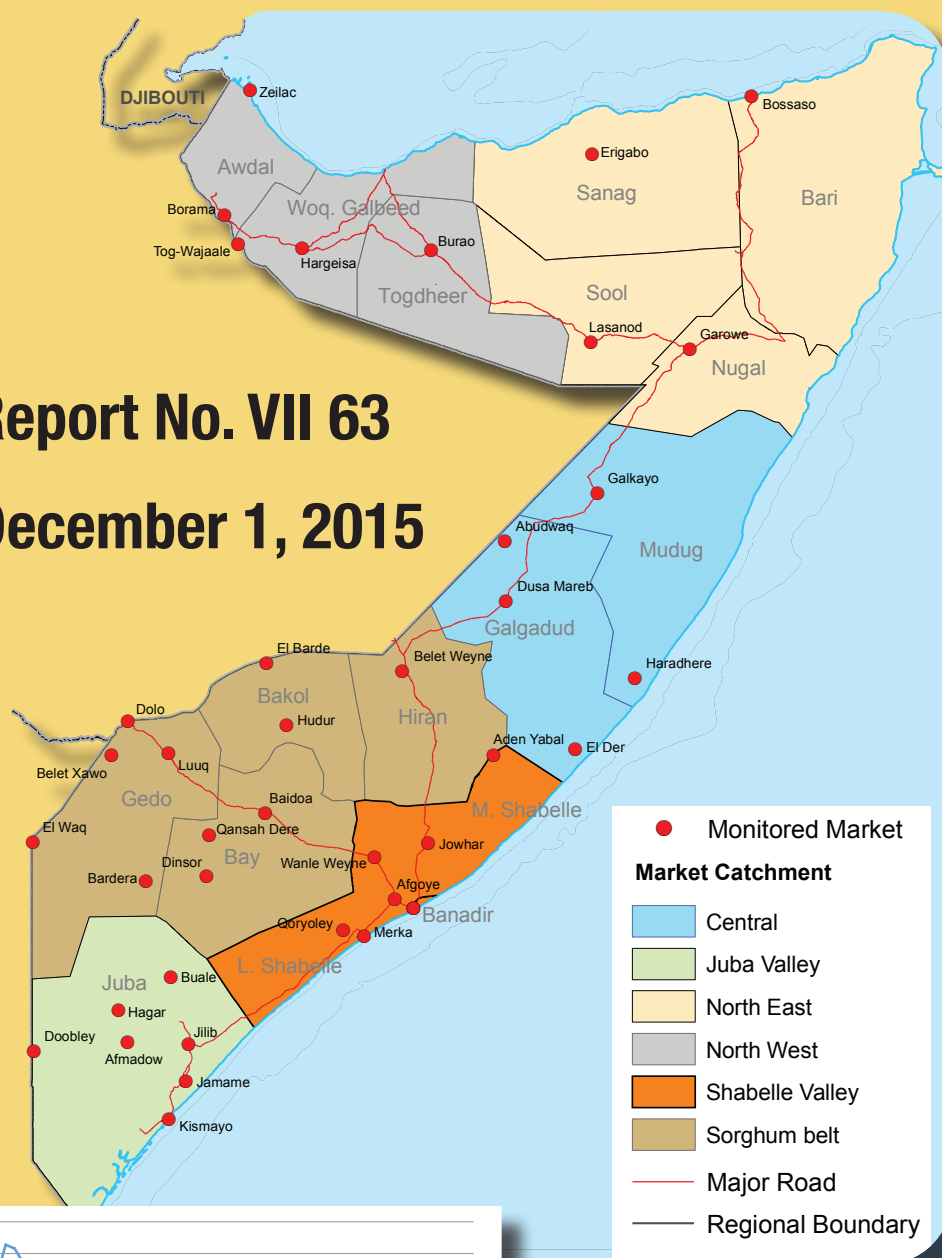 DJIBOUTI
Zeilac
Bossaso
Erigabo
Awdal
Sanag
Bari
Borama
Woq. Galbeed
Tog-Wajaale
Hargeisa
Burao
Togdheer
Sool
Lasanod
Garowe
Nugal
Report No. VII 63
December 1, 2015
Galkayo
Abudwaq
Mudug
Dusa Mareb
Galgadud
El Barde
Belet Weyne
Haradhere
Bakol
Dolo
Hudur
Hiran
Aden Yabal
El Der
Belet Xawo
Luuq
Gedo
Baidoa
M. Shabelle
El Waq
Qansah Dere
Bay
Jowhar
Wanle Weyne
Dinsor
Bardera
Afgoye
Banadir
Qoryoley
Merka
L. Shabelle
Juba
Buale
Hagar
Doobley
Jilib
Afmadow
Jamame
Kismayo
Monitored Market
Market Catchment
Central
Juba Valley
North East
North West
Shabelle Valley
Sorghum belt
Major Road
Regional Boundary